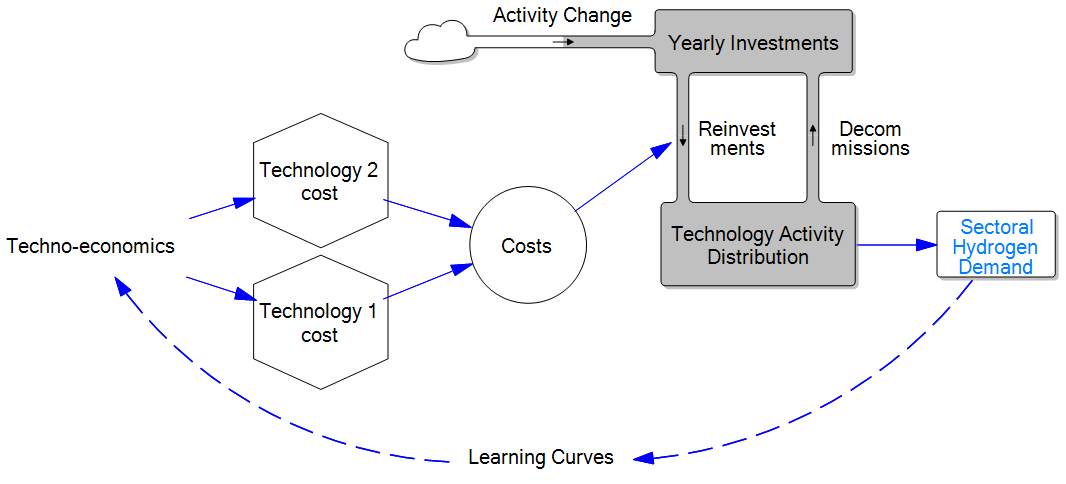 Activity Change
Yearly Investments
Reinvest
ments
Decom
missions
Technology 2
cost
Techno-economics
Costs
Technology Activity
Distribution
Sectoral
Hydrogen
Demand
Technology 1
cost
Learning Curves